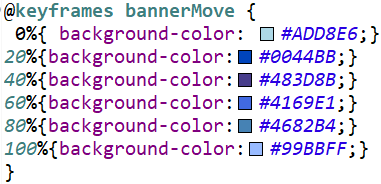 @keyframes bannerMove {
0%{ background-color: #ADD8E6;}
20%{background-color: #0044BB;}
40%{background-color: #483D8B;}
60%{background-color: #4169E1;}
80%{background-color: #4682B4;}
100%{background-color: #99BBFF;}
}